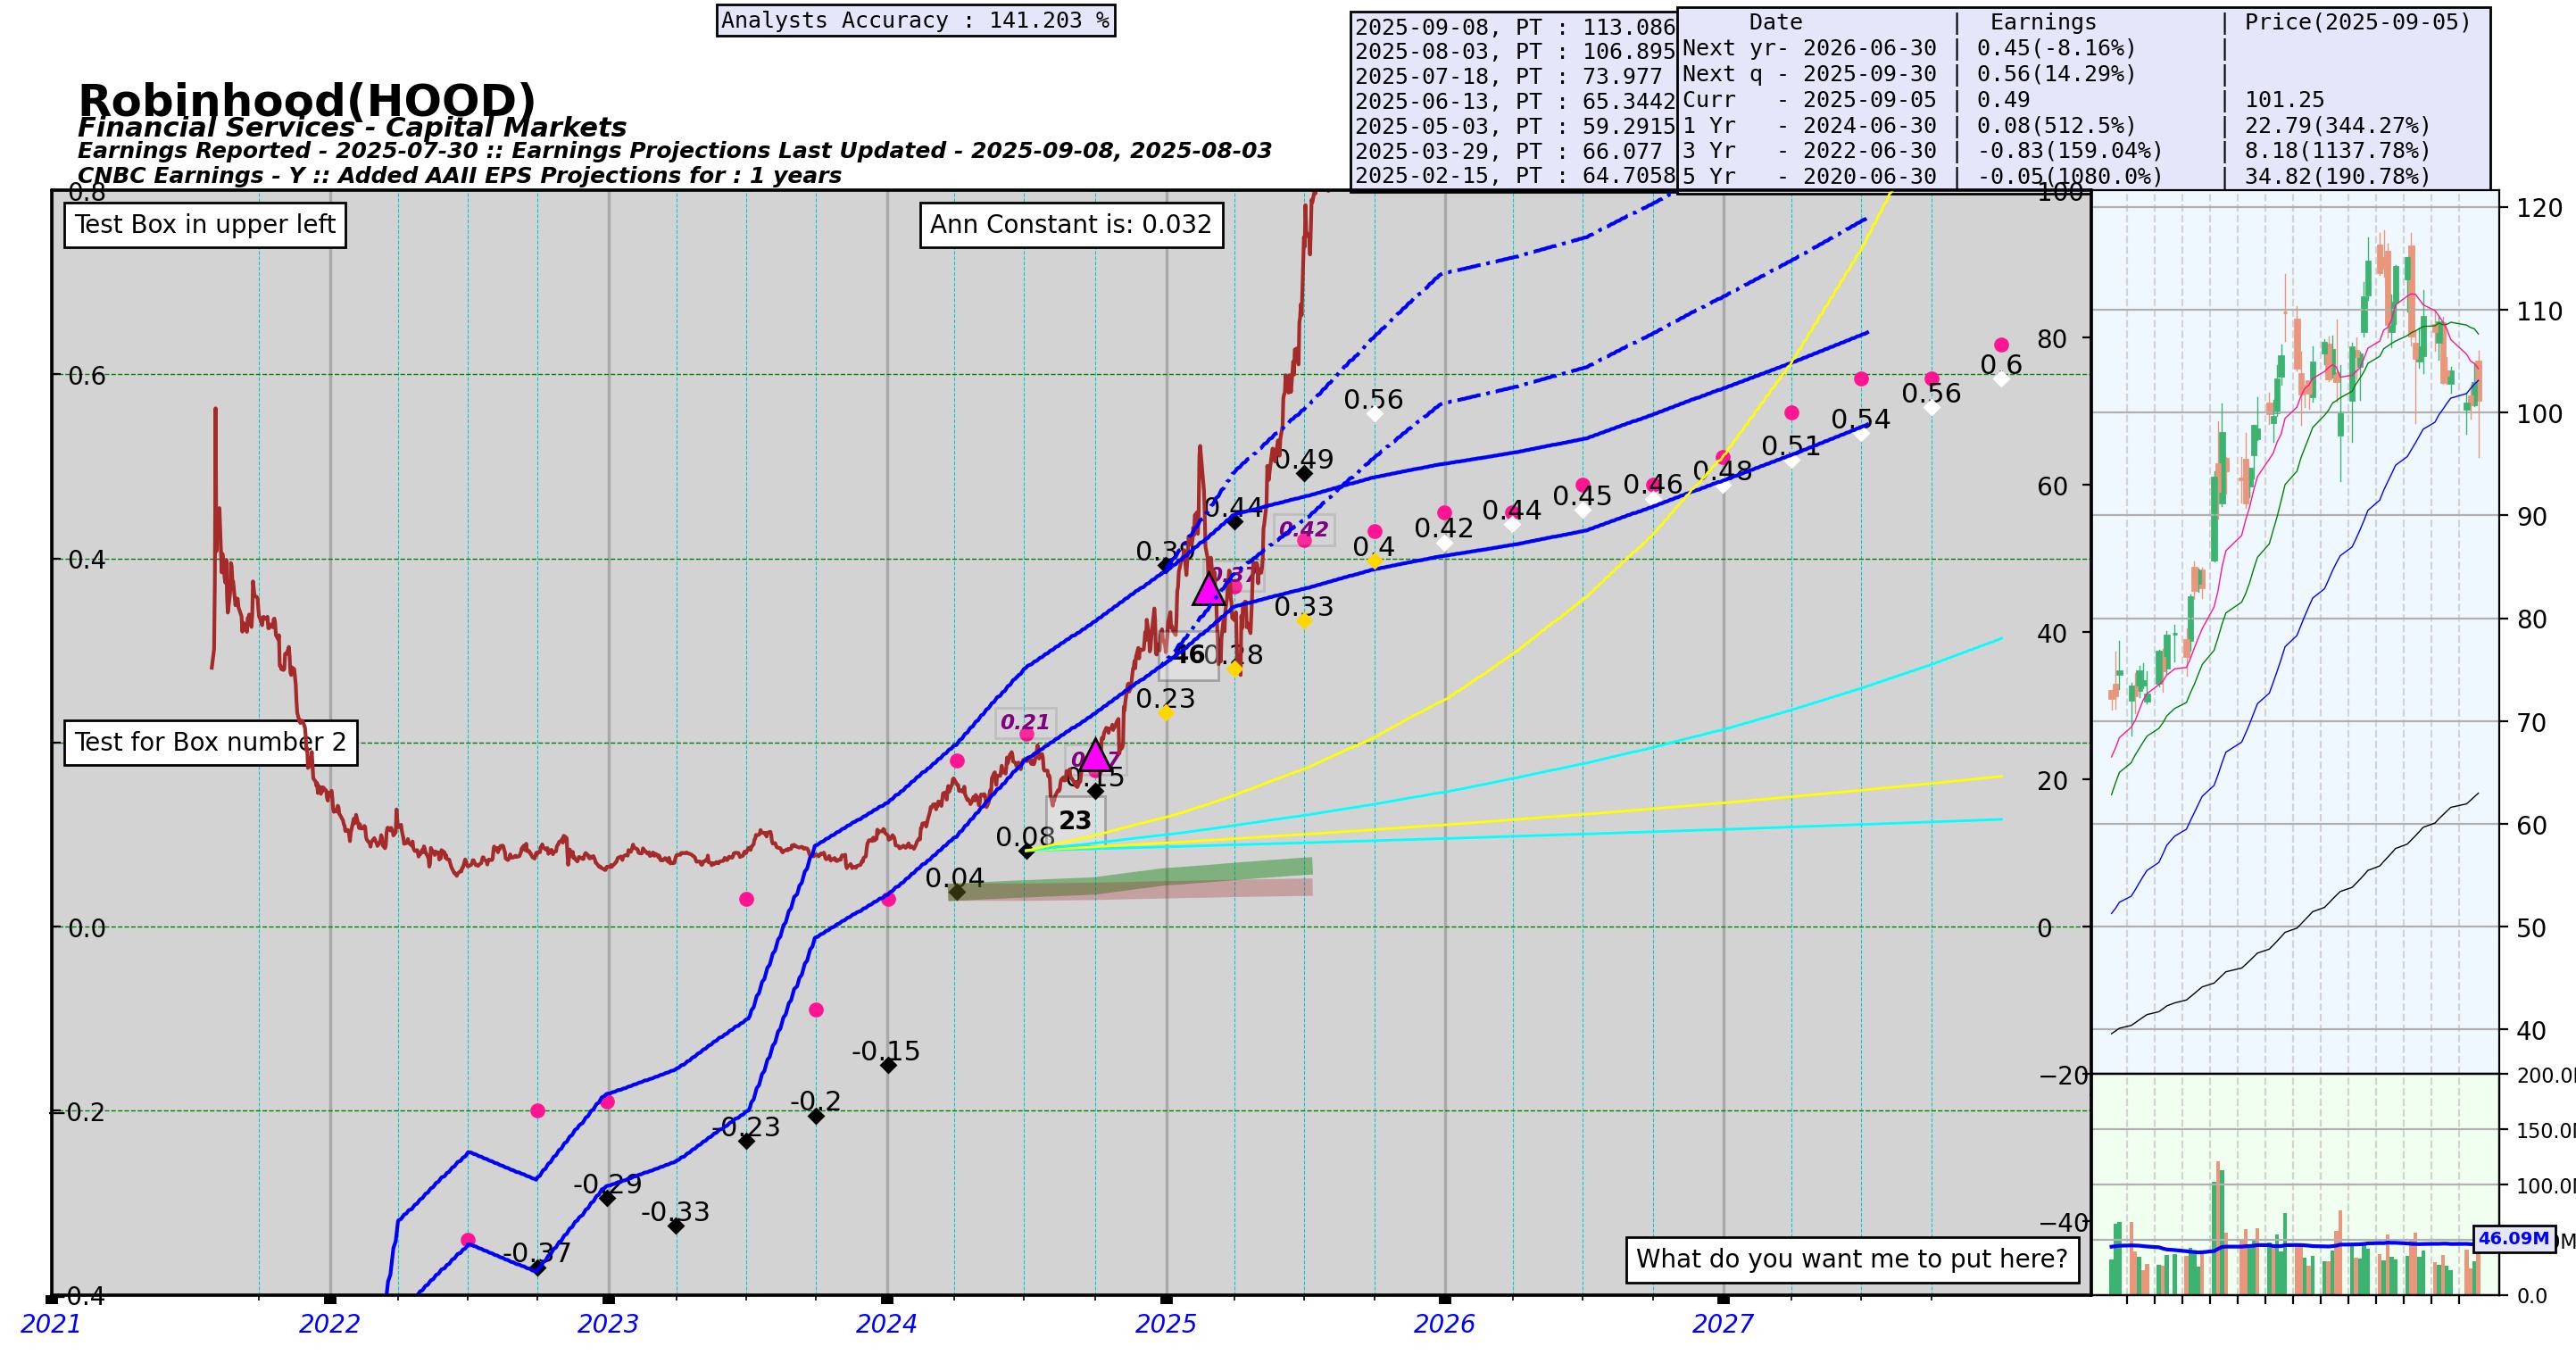 Analysts Accuracy : 141.203 %
2025-09-08, PT : 113.086
2025-08-03, PT : 106.895
2025-07-18, PT : 73.977
2025-06-13, PT : 65.3442
2025-05-03, PT : 59.2915
2025-03-29, PT : 66.077
2025-02-15, PT : 64.7058
Date | Earnings | Price(2025-09-05)
Next yr- 2026-06-30 | 0.45(-8.16%) |
Next q - 2025-09-30 | 0.56(14.29%) |
Curr - 2025-09-05 | 0.49 | 101.25
1 Yr - 2024-06-30 | 0.08(512.5%) | 22.79(344.27%)
3 Yr - 2022-06-30 | -0.83(159.04%) | 8.18(1137.78%)
5 Yr - 2020-06-30 | -0.05(1080.0%) | 34.82(190.78%)
Robinhood(HOOD)
Financial Services - Capital Markets
Earnings Reported - 2025-07-30 :: Earnings Projections Last Updated - 2025-09-08, 2025-08-03
CNBC Earnings - Y :: Added AAII EPS Projections for : 1 years
Test Box in upper left
Ann Constant is: 0.032
Test for Box number 2
What do you want me to put here?
0.8
0.6
0.4
0.0
-0.2
-0.4
100
80
60
40
20
0
−20
−40
120
110
100
90
80
70
60
50
40
200.0
150.0
100.0
46.09M
0.0
-0.37
-0.29
-0.33
-0.23
-0.2
-0.15
0.04
0.08
0.21
23
0.15
0.23
46
0.28
0.37
0.44
0.49
0.42
0.33
0.56
0.4
0.42
0.44
0.45
0.46
0.48
0.51
0.54
0.56
0.6
2021
2022
2023
2024
2025
2026
2027